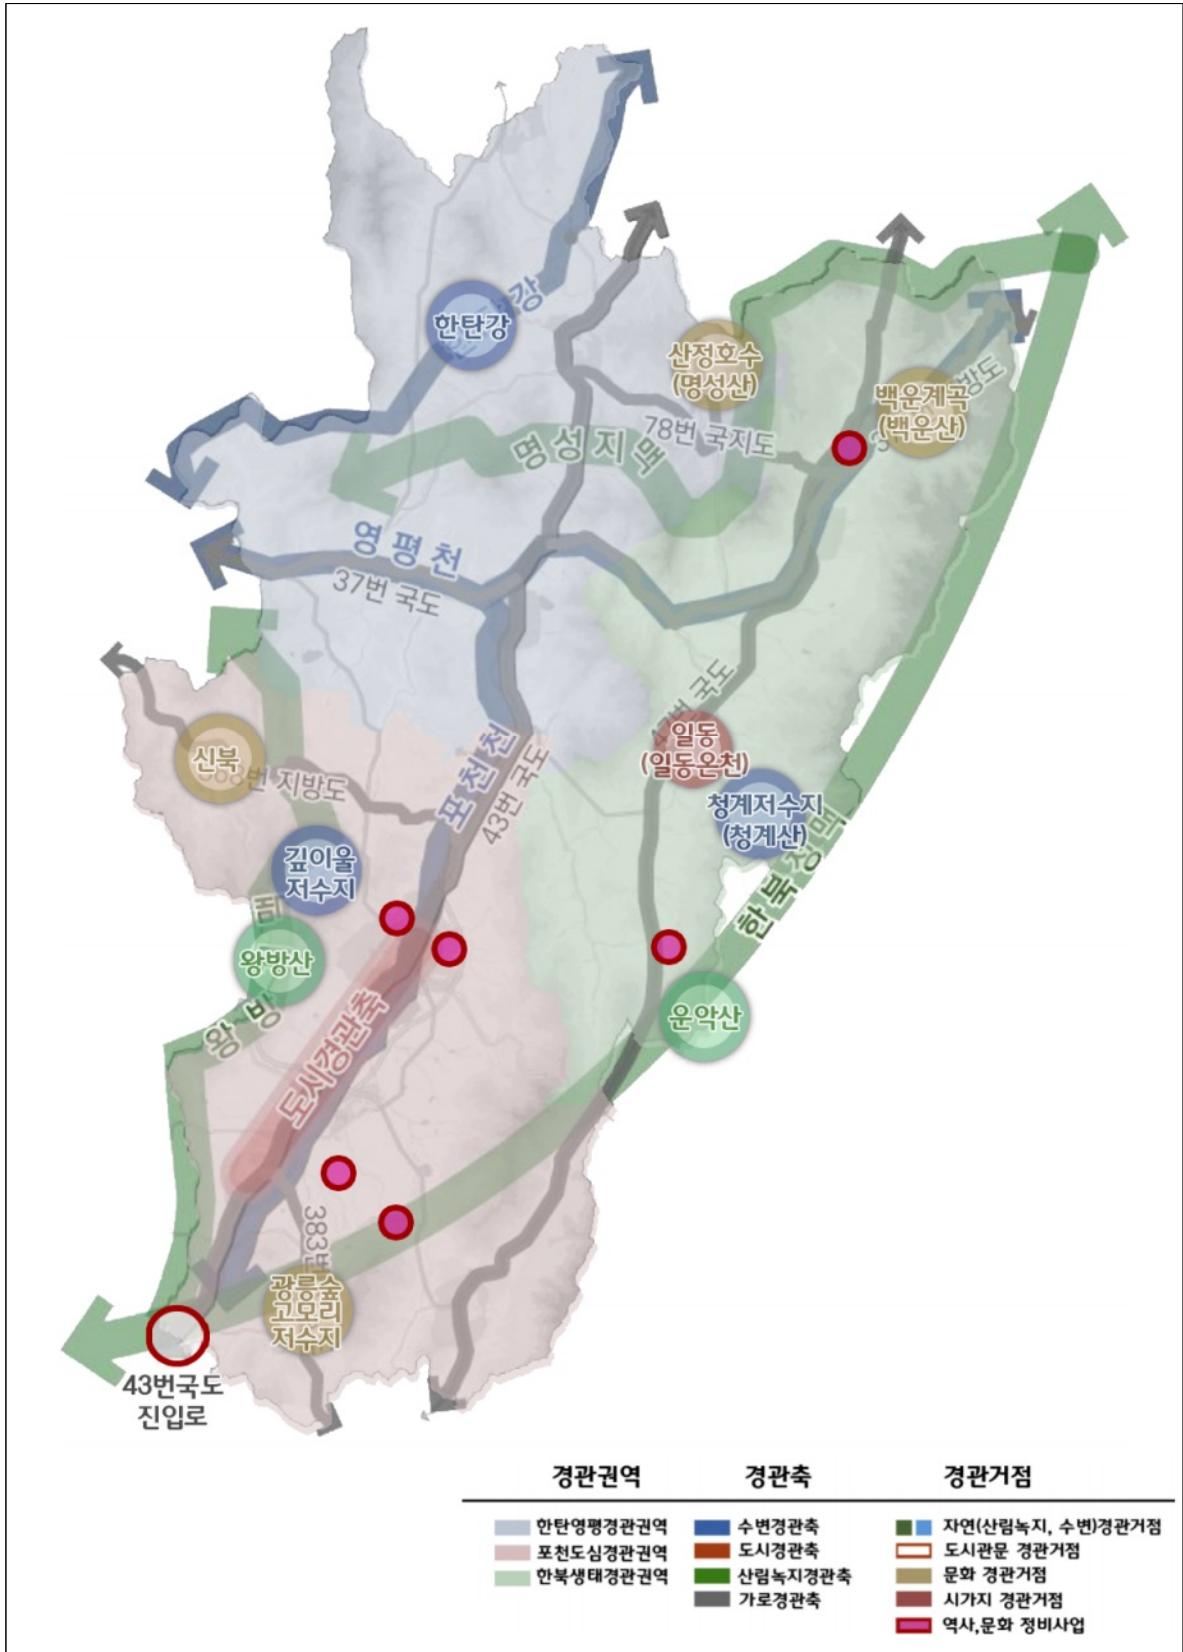 강
한탄강
산정호수
(명성산)
방도
백운계곡
(백운산)
78번 국지도
명성지맥
영평천
37번 국도
47번 국도
일동
(일동온천)
포천천
43번 국도
신북
번 지방도
청계저수지
(청계산)
깊이울
저수지
한북정맥
왕방산
왕방
운악산
도시경관축
383번
광릉숲
고모리
저수지
43번국도
진입로
경관권역
경관축
경관거점
한탄영평경관권역
수변경관축
자연(산림녹지, 수변)경관거점
포천도심경관권역
도시경관축
도시관문 경관거점
한북생태경관권역
산림녹지경관축
문화 경관거점
가로경관축
시가지 경관거점
역사,문화 정비사업